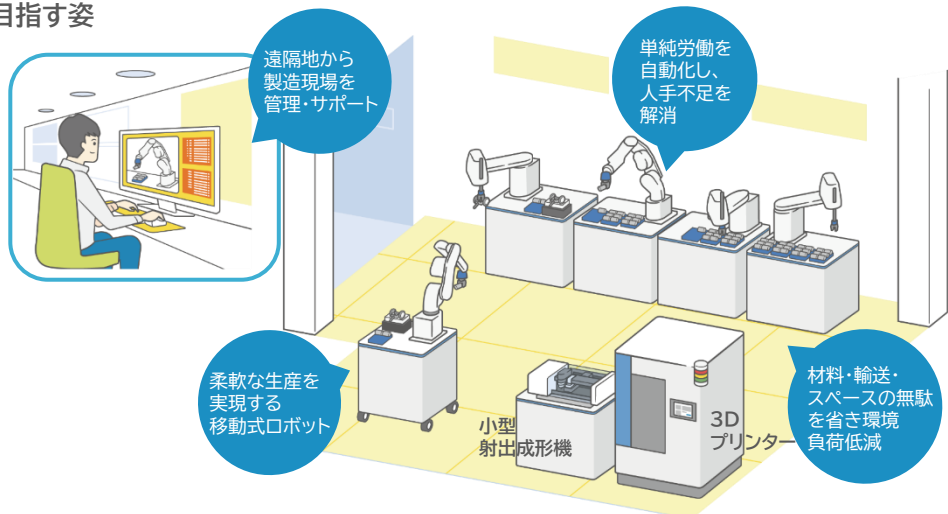 目指す姿
遠隔地から
製造現場を
管理・サポート
単純労働を
自動化し、
人手不足を
解消
柔軟な生産を
実現する
移動式ロボット
小型
射出成形機
3D
プリンター
材料・輸送・
スペースの無駄
を省き環境
負荷低減